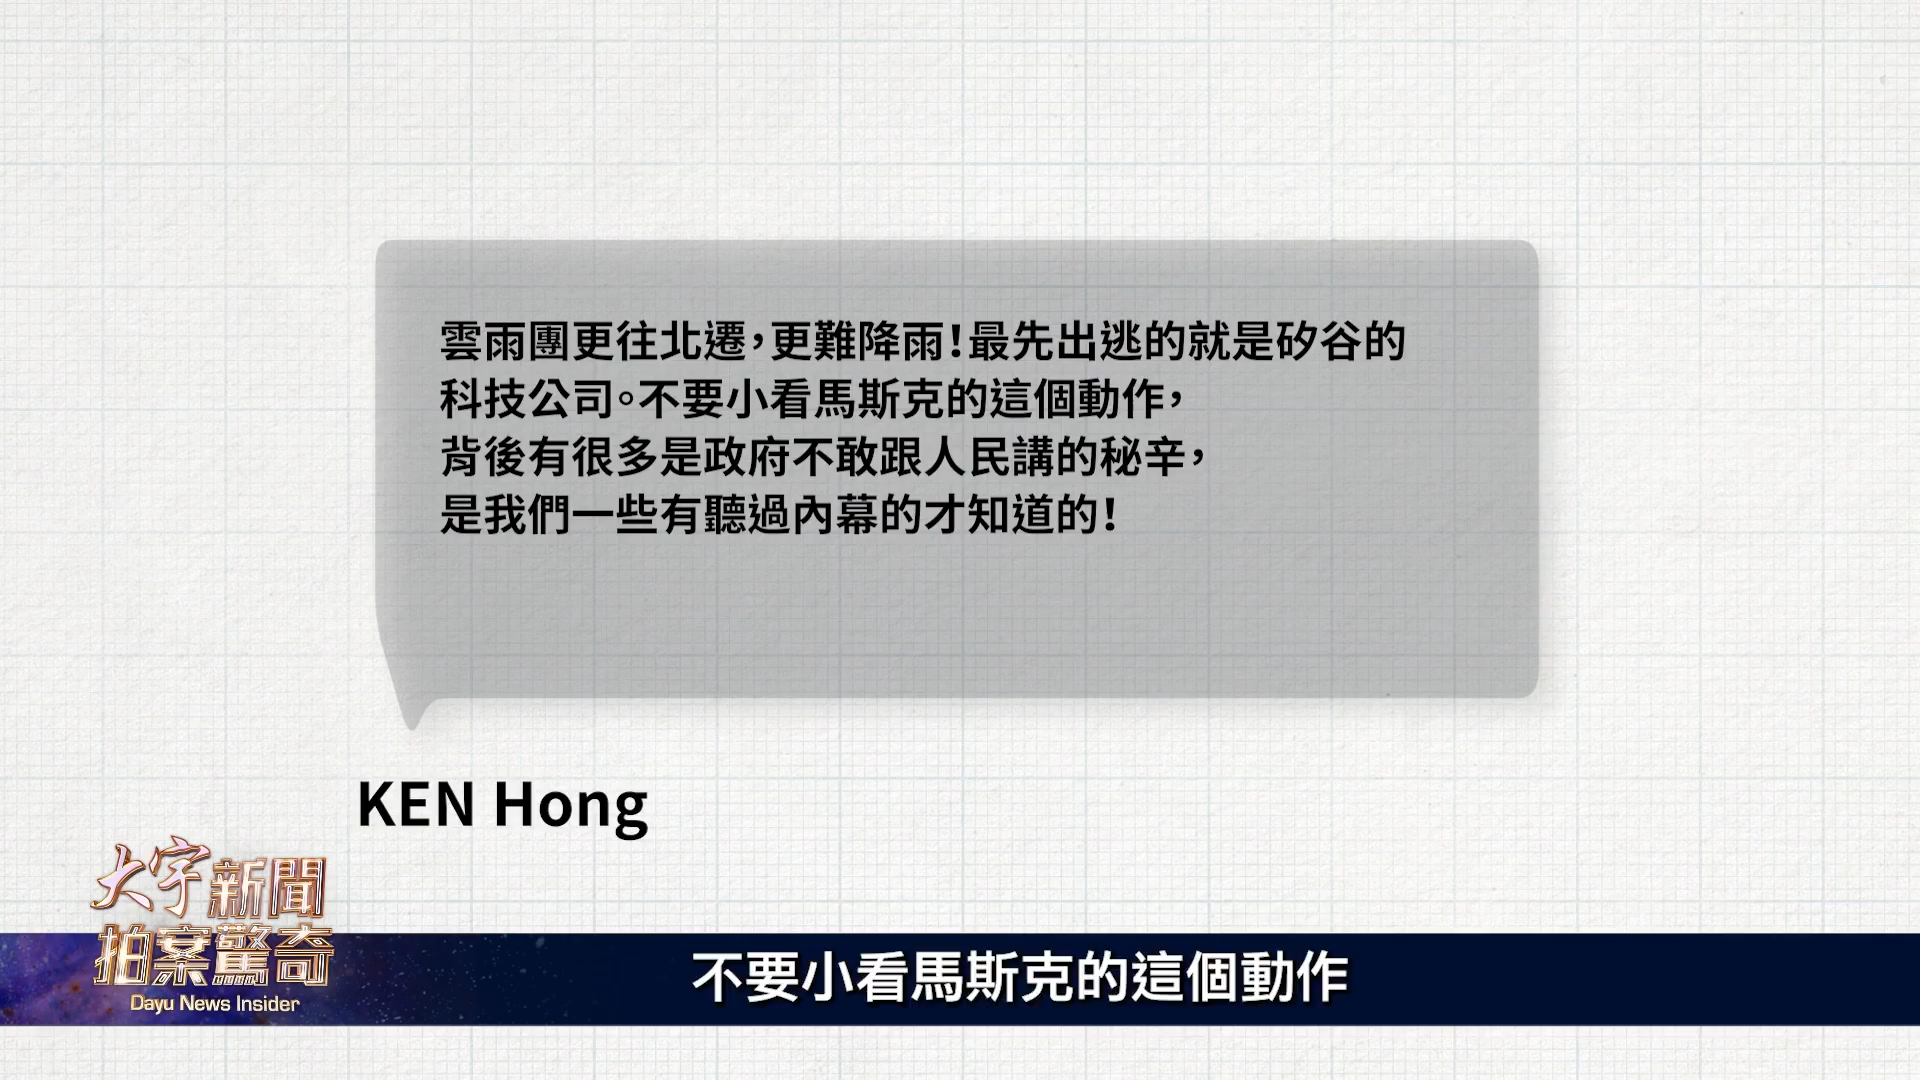 雲雨團更往北遷，更難降雨！最先出逃的就是矽谷的
科技公司。不要小看馬斯克的這個動作，
背後有很多是政府不敢跟人民講的秘辛，
是我們一些有聽過內幕的才知道的！
KEN Hong
大宇新聞
拍案驚奇
Dayu News Insider
不要小看馬斯克的這個動作